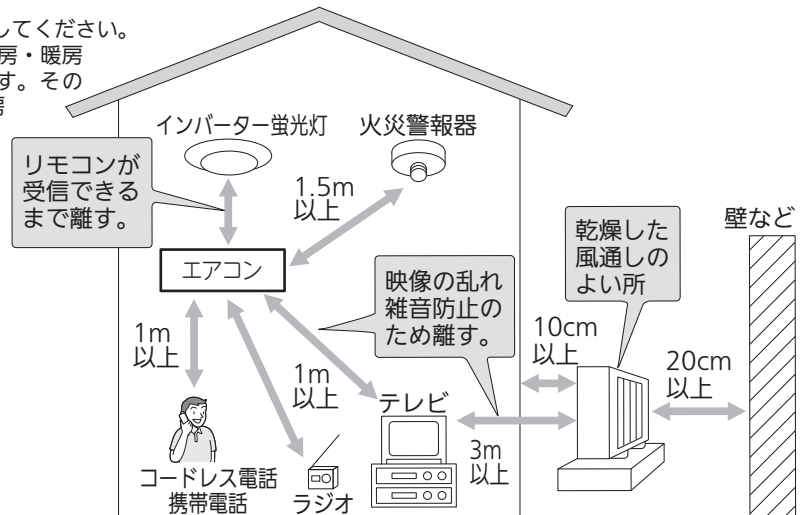 してください。
房・暖房
す。その
インバーター蛍光灯
火災警報器
リモコンが
受信できる
まで離す。
1.5m
以上
エアコン
映像の乱れ
雑音防止の
ため離す。
乾燥した
風通しの
よい所
壁など
1m
以上
1m
以上
10cm
以上
20cm
以上
テレビ
3m
以上
コードレス電話
携帯電話
ラジオ